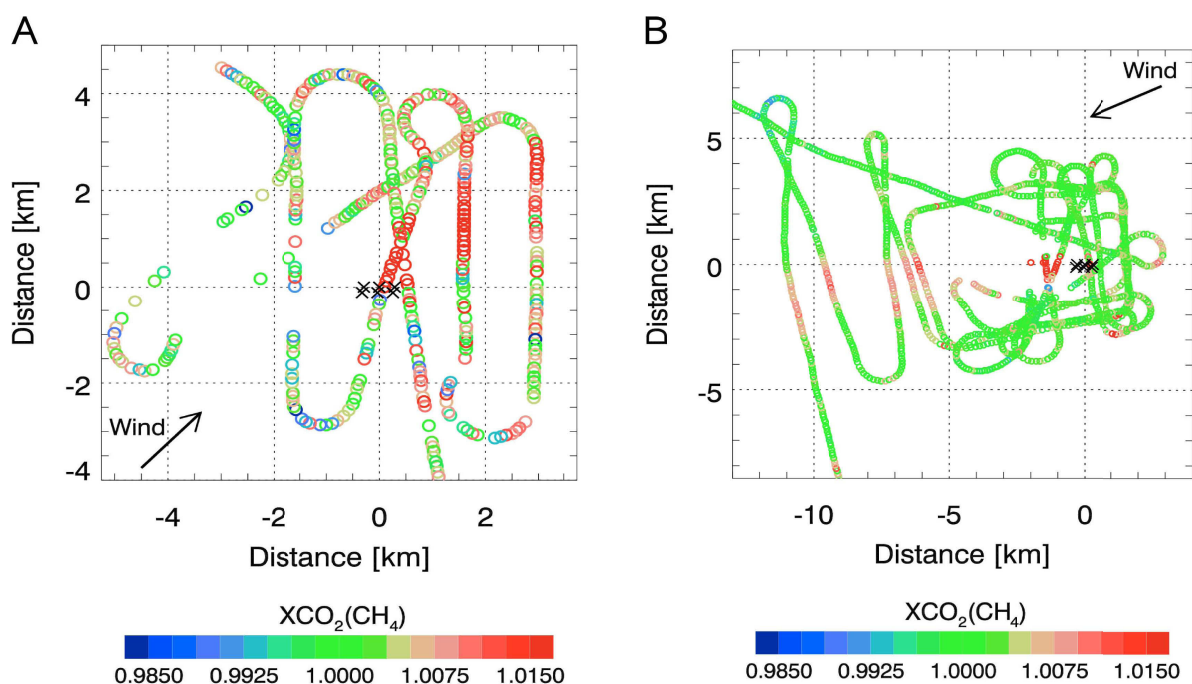 A
4
2
0
-2
-4
Distance [km]
Wind
-4 -2 0 2
Distance [km]
XCO₂(CH₄)
0.9850 0.9925 1.0000 1.0075 1.0150
B
Wind
5
0
-5
Distance [km]
-10 -5 0
Distance [km]
XCO₂(CH₄)
0.9850 0.9925 1.0000 1.0075 1.0150